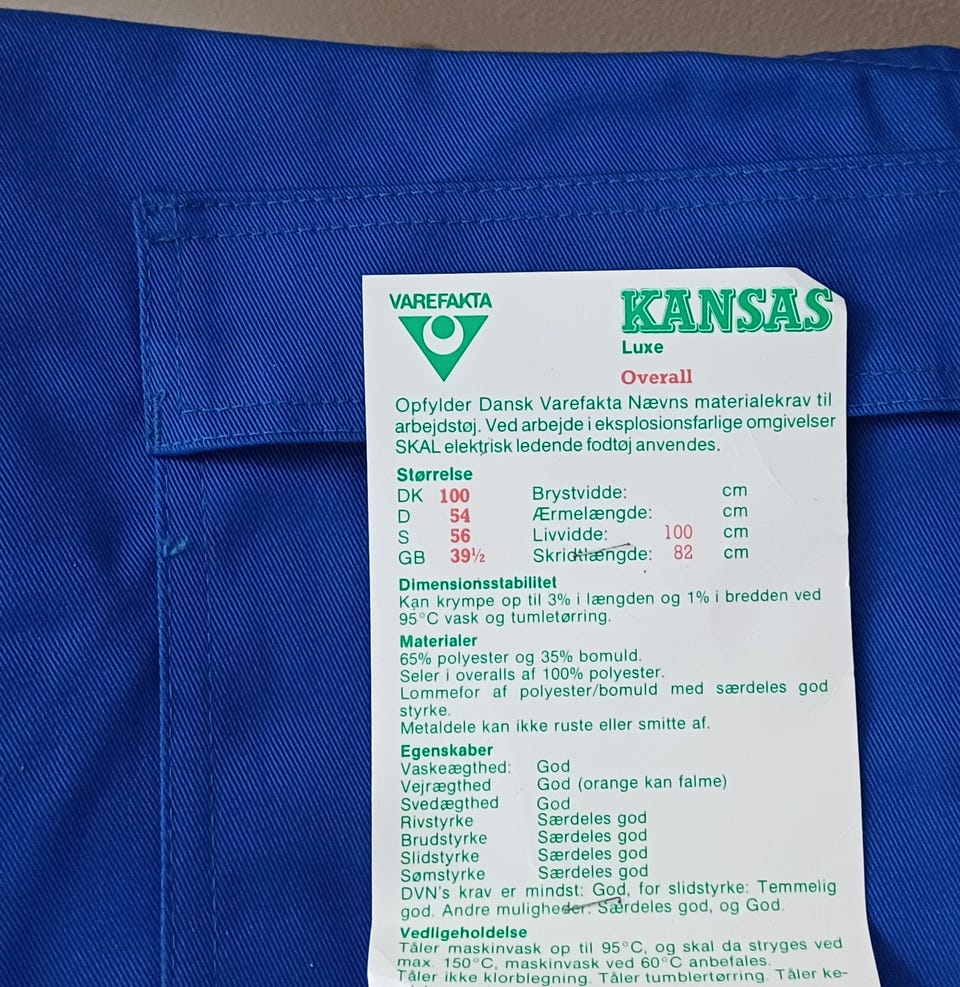 VAREFAKTA
KANSAS
Luxe
Overall
Opfylder Dansk Varefakta Nævns materialekrav til
arbejdstøj. Ved arbejde i eksplosionsfarlige omgivelser
SKAL elektrisk ledende fodtøj anvendes.
Størrelse
DK 100 Brystvidde: cm
D 54 Ærmelængde: cm
S 56 Livvidde: 100 cm
GB 39½ Skridtlængde: 82 cm
Dimensionsstabilitet
Kan krympe op til 3% i længden og 1% i bredden ved
95°C vask og tumletørring.
Materialer
65% polyester og 35% bomuld.
Seler i overalls af 100% polyester.
Lommefor af polyester/bomuld med særdeles god
styrke.
Metaldele kan ikke ruste eller smitte af.
Egenskaber
Vaskeægthed: God
Vejrægthed God (orange kan falme)
Svedægthed God
Rivstyrke Særdeles god
Brudstyrke Særdeles god
Slidstyrke Særdeles god
Sømstyrke Særdeles god
DVN's krav er mindst: God, for slidstyrke: Temmelig
god. Andre muligheder: Særdeles god, og God.
Vedligeholdelse
Tåler maskinvask op til 95°C, og skal da stryges ved
max. 150°C, maskinvask ved 60°C anbefales.
Tåler ikke klorblegning. Tåler tumblertørring. Tåler ke-